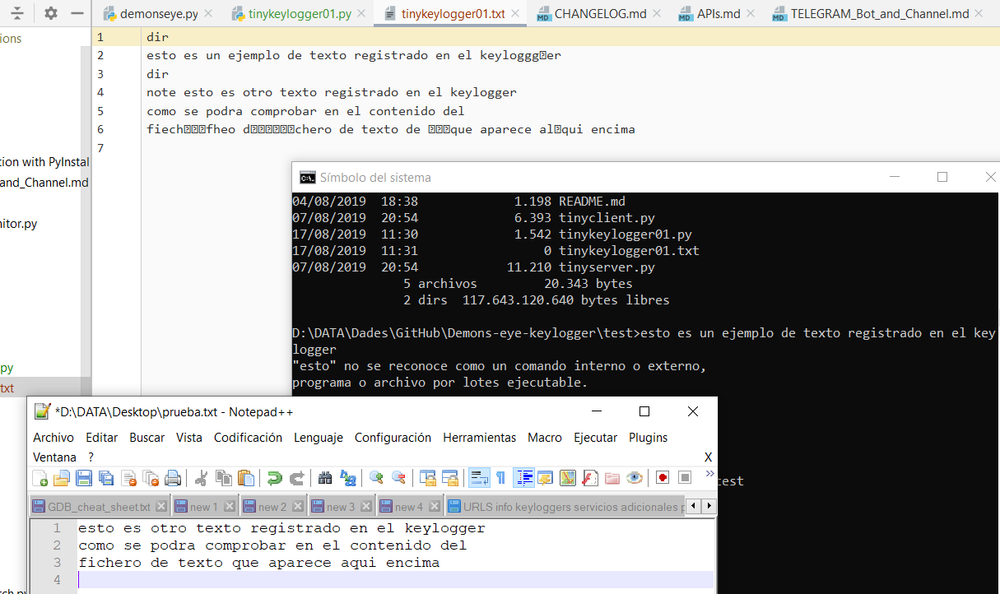 demonseye.py
tinykeylogger01.py
tinykeylogger01.txt
CHANGELOG.md
APIs.md
TELEGRAM_Bot_and_Channel.md
ions
1 dir
2 esto es un ejemplo de texto registrado en el keyloggg␈er
3 dir
4 note esto es otro texto registrado en el keylogger
5 como se podra comprobar en el contenido del
6 fiech␈␈␈fheo d␈␈␈␈␈␈chero de texto de ␈␈␈que aparece al␈qui encima
7
tion with PyInstal
and_Channel.md
nitor.py
py
txt
Símbolo del sistema
04/08/2019 18:38 1.198 README.md
07/08/2019 20:54 6.393 tinyclient.py
17/08/2019 11:30 1.542 tinykeylogger01.py
17/08/2019 11:31 0 tinykeylogger01.txt
07/08/2019 20:54 11.210 tinyserver.py
5 archivos 20.343 bytes
2 dirs 117.643.120.640 bytes libres
D:\DATA\Dades\GitHub\Demons-eye-keylogger\test>esto es un ejemplo de texto registrado en el key
logger
"esto" no se reconoce como un comando interno o externo,
programa o archivo por lotes ejecutable.
test
*D:\DATA\Desktop\prueba.txt - Notepad++
Archivo Editar Buscar Vista Codificación Lenguaje Configuración Herramientas Macro Ejecutar Plugins
Ventana ? X
GDB_cheat_sheet.txt new 1 new 2 new 3 new 4 URLS info keyloggers servicios adicionales p
1 esto es otro texto registrado en el keylogger
2 como se podra comprobar en el contenido del
3 fichero de texto que aparece aqui encima
4
rch.py